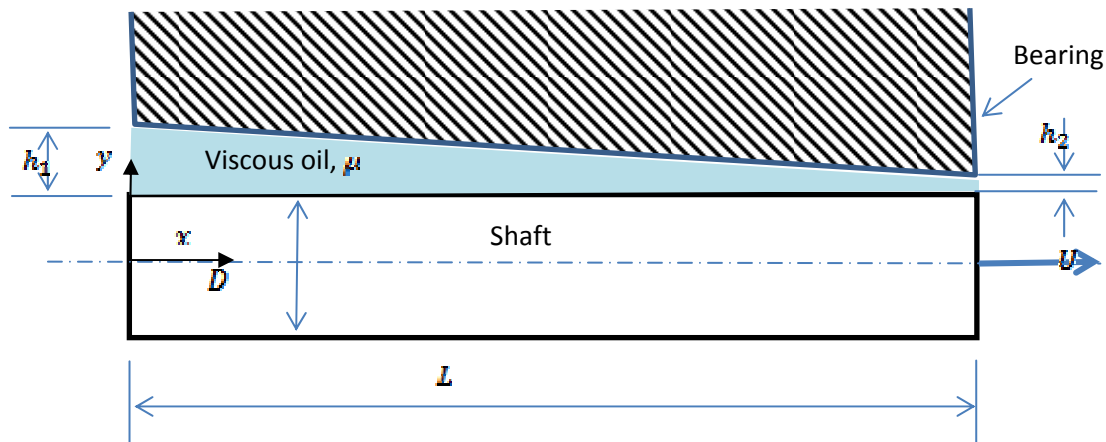 Bearing
h₁
y
Viscous oil, μ
h₂
x
Shaft
D
U
L